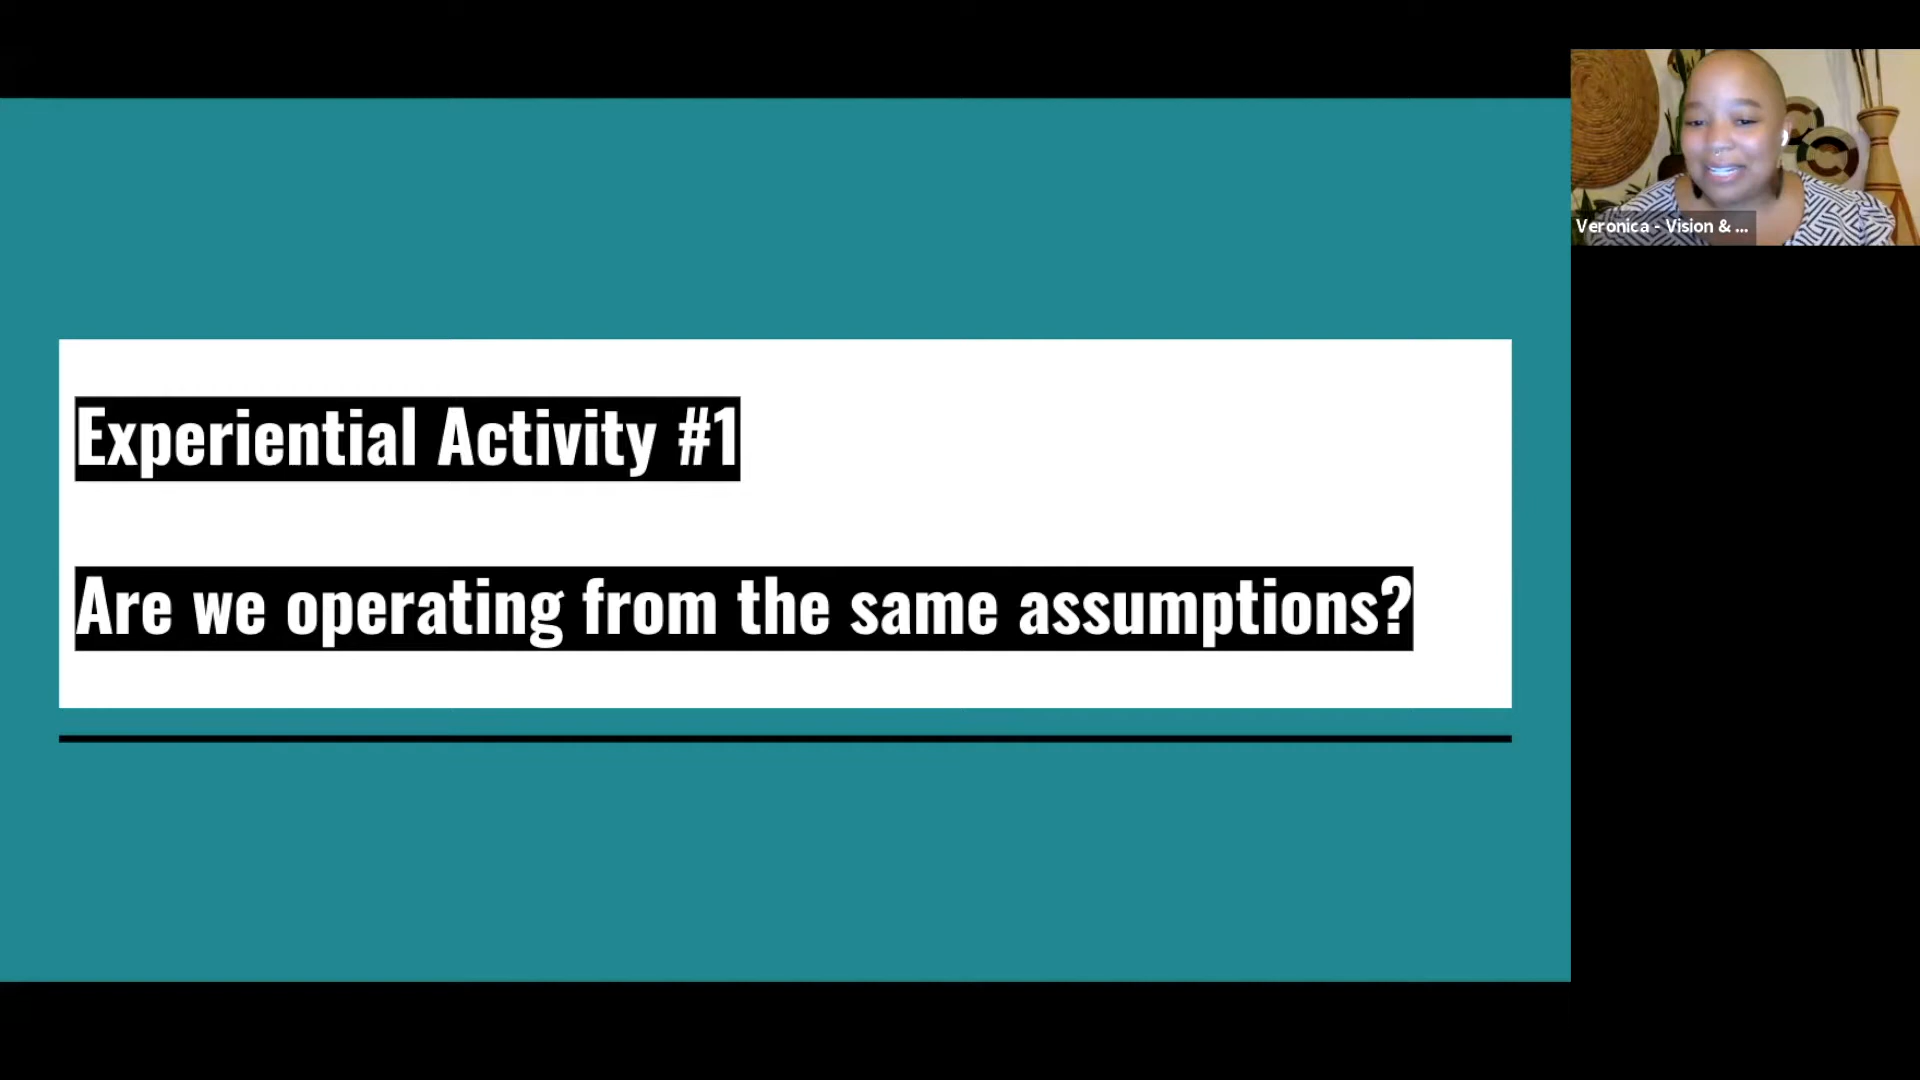 Experiential Activity #1
Are we operating from the same assumptions?
Veronica - Vision & ...